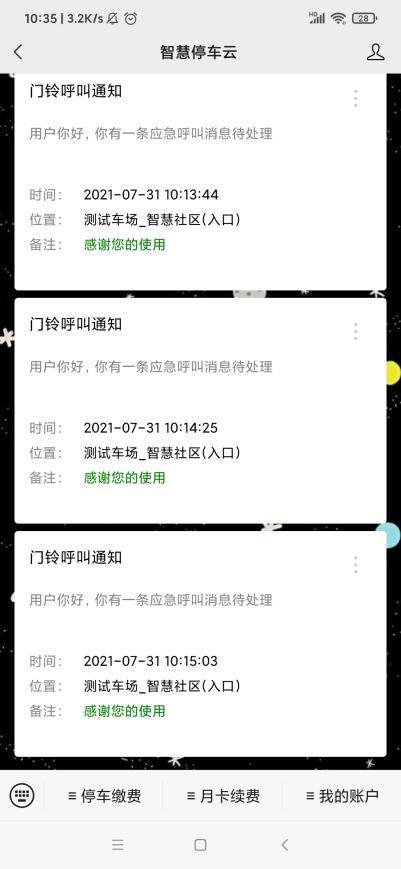 10:35 | 3.2K/s
HD
28
智慧停车云
门铃呼叫通知
用户你好, 你有一条应急呼叫消息待处理
时间: 2021-07-31 10:13:44
位置: 测试车场_智慧社区(入口)
备注: 感谢您的使用
门铃呼叫通知
用户你好, 你有一条应急呼叫消息待处理
时间: 2021-07-31 10:14:25
位置: 测试车场_智慧社区(入口)
备注: 感谢您的使用
门铃呼叫通知
用户你好, 你有一条应急呼叫消息待处理
时间: 2021-07-31 10:15:03
位置: 测试车场_智慧社区(入口)
备注: 感谢您的使用
停车缴费 月卡续费 我的账户